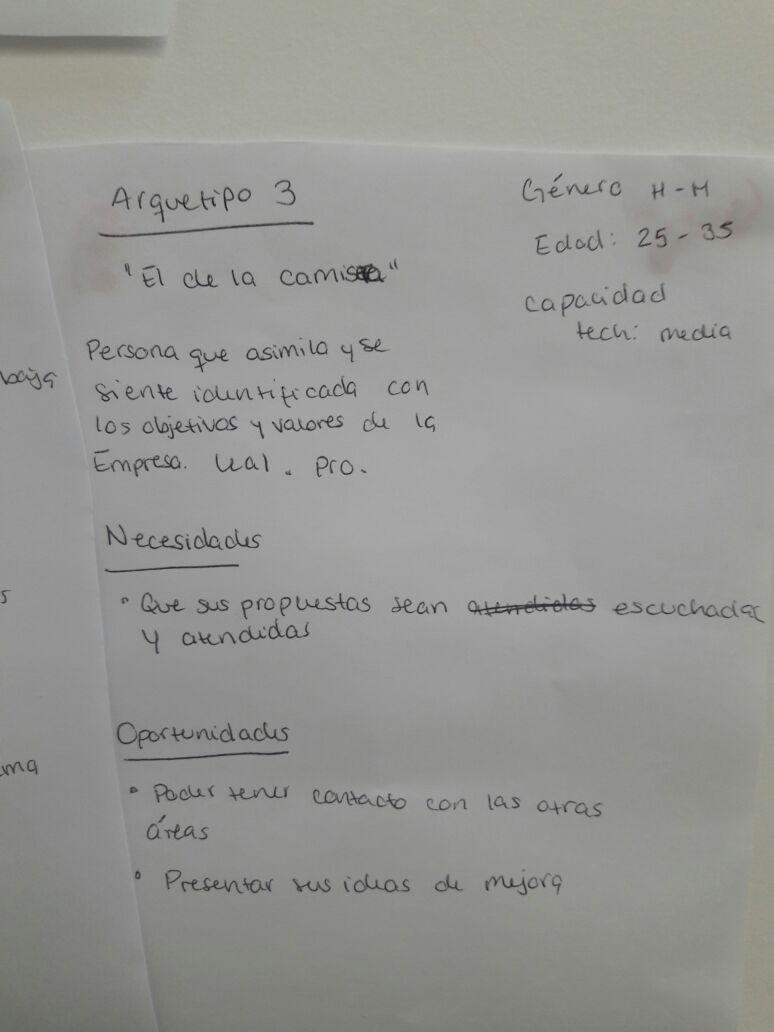 Arquetipo 3
"El de la camisa"
Género H-M
Edad: 25-35
capacidad
tech: media
Persona que asimila y se
siente identificada con
los objetivos y valores de la
Empresa. Leal. Pro.
Necesidades
• Que sus propuestas sean atendidas escuchadas
y atendidas
Oportunidades
• Poder tener contacto con las otras
áreas
• Presentar sus ideas de mejora
baja
s
ma